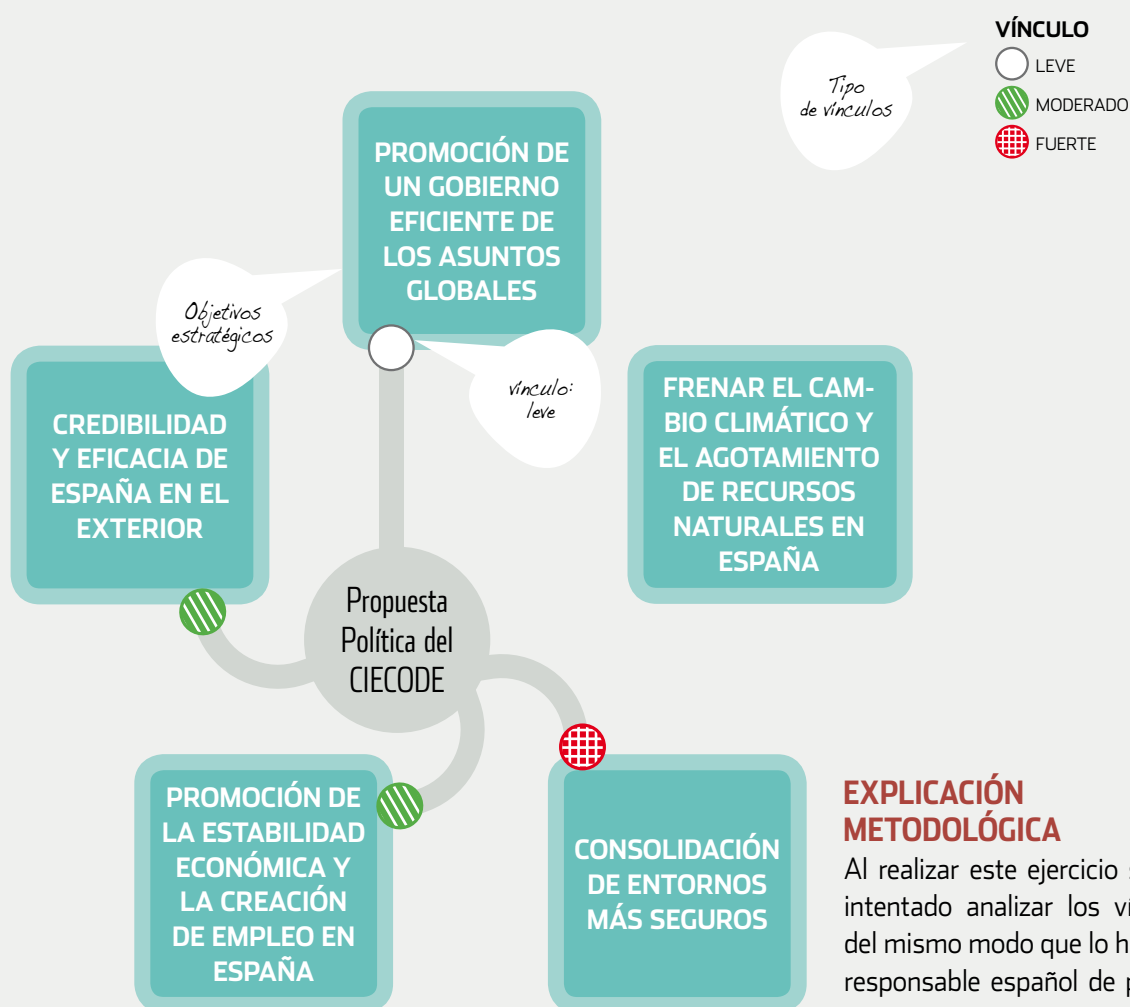 VÍNCULO
LEVE
MODERADO
FUERTE
Tipo
de vínculos
PROMOCIÓN DE
UN GOBIERNO
EFICIENTE DE
LOS ASUNTOS
GLOBALES
Objetivos
estratégicos
vínculo:
leve
CREDIBILIDAD
Y EFICACIA DE
ESPAÑA EN EL
EXTERIOR
FRENAR EL CAM-
BIO CLIMÁTICO Y
EL AGOTAMIENTO
DE RECURSOS
NATURALES EN
ESPAÑA
Propuesta
Política del
CIECODE
PROMOCIÓN DE
LA ESTABILIDAD
ECONÓMICA Y
LA CREACIÓN
DE EMPLEO EN
ESPAÑA
CONSOLIDACIÓN
DE ENTORNOS
MÁS SEGUROS
EXPLICACIÓN
METODOLÓGICA
Al realizar este ejercicio
intentado analizar los
del mismo modo que lo
responsable español de